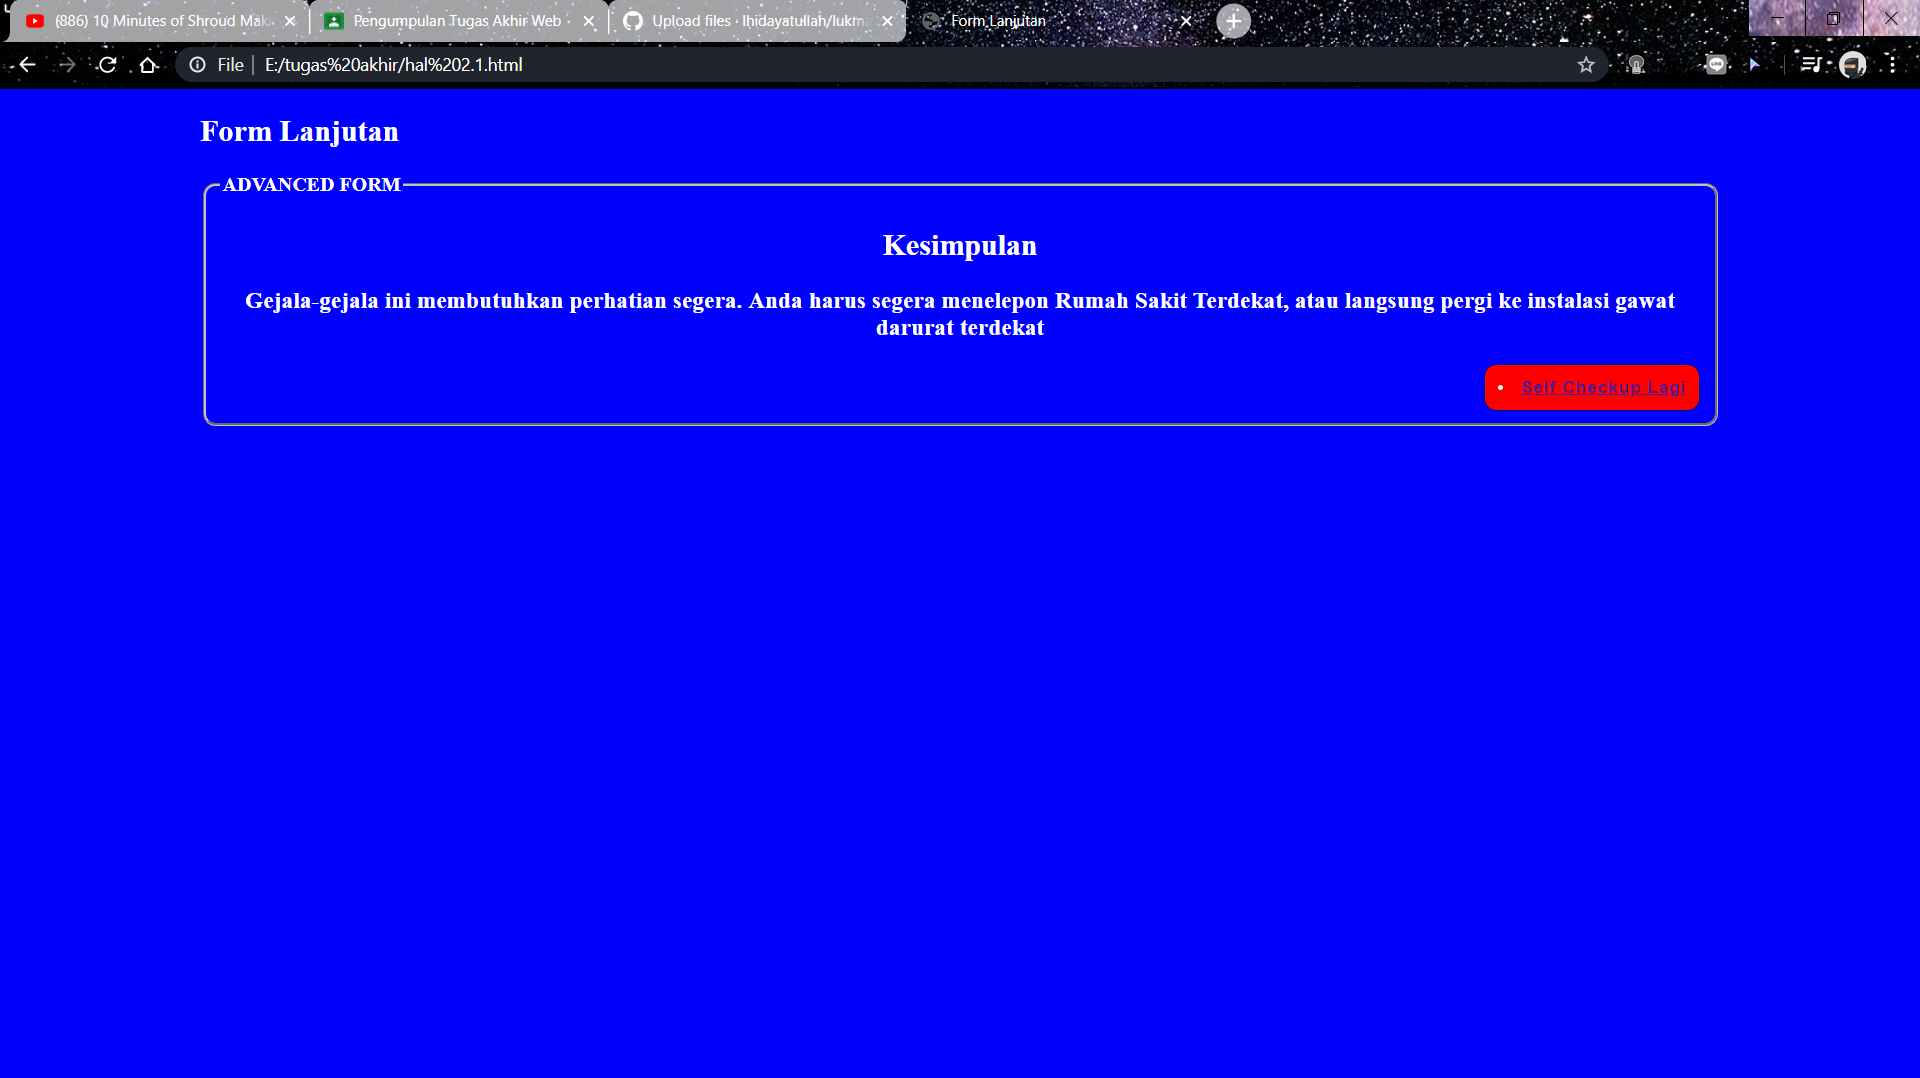 (886) 10 Minutes of Shroud Mak
Pengumpulan Tugas Akhir Web
Upload files · lhidayatullah/lukm
Form Lanjutan
File
E:/tugas%20akhir/hal%202.1.html
Form Lanjutan
ADVANCED FORM
Kesimpulan
Gejala-gejala ini membutuhkan perhatian segera. Anda harus segera menelepon Rumah Sakit Terdekat, atau langsung pergi ke instalasi gawat
darurat terdekat
Self Checkup Lagi